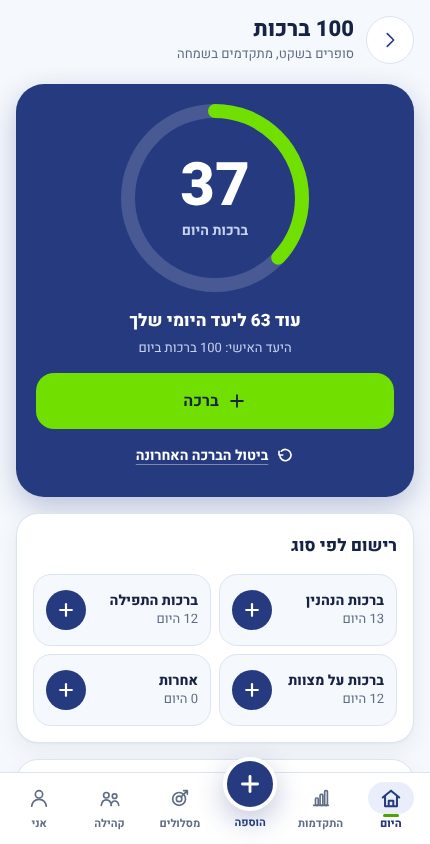 100 ברכות
סופרים בשקט, מתקדמים בשמחה
37
ברכות היום
עוד 63 ליעד היומי שלך
היעד האישי: 100 ברכות ביום
+ ברכה
ביטול הברכה האחרונה
רישום לפי סוג
ברכות הנהנין
13 היום
ברכות התפילה
12 היום
ברכות על מצוות
12 היום
אחרות
0 היום
היום
התקדמות
הוספה
מסלולים
קהילה
אני